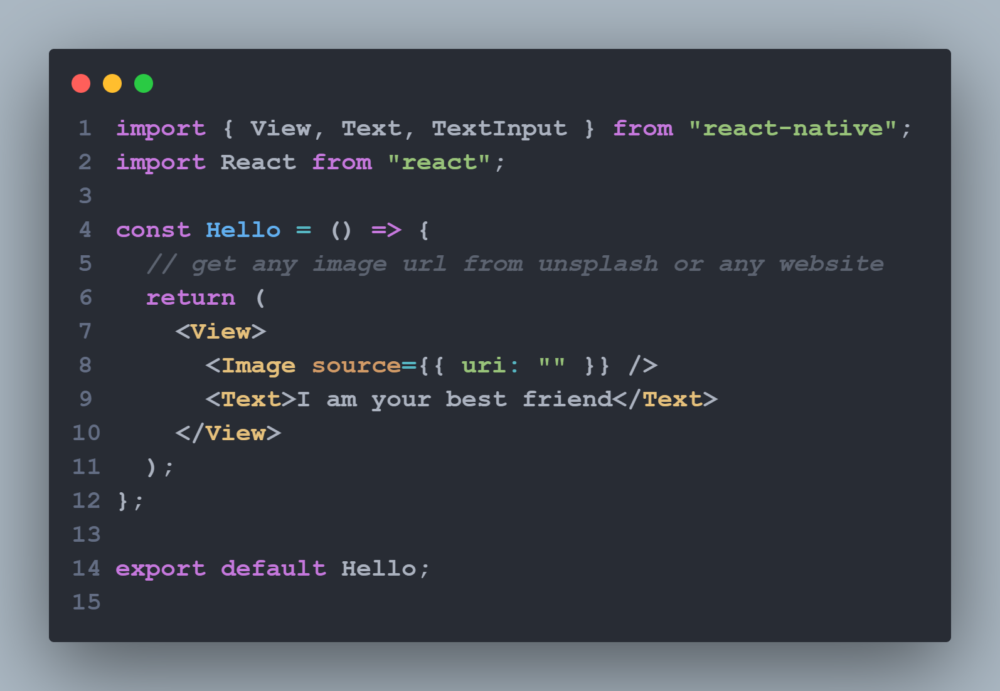 1 import { View, Text, TextInput } from "react-native";
2 import React from "react";
3
4 const Hello = () => {
5   // get any image url from unsplash or any website
6   return (
7     <View>
8       <Image source={{ uri: "" }} />
9       <Text>I am your best friend</Text>
10     </View>
11   );
12 };
13
14 export default Hello;
15